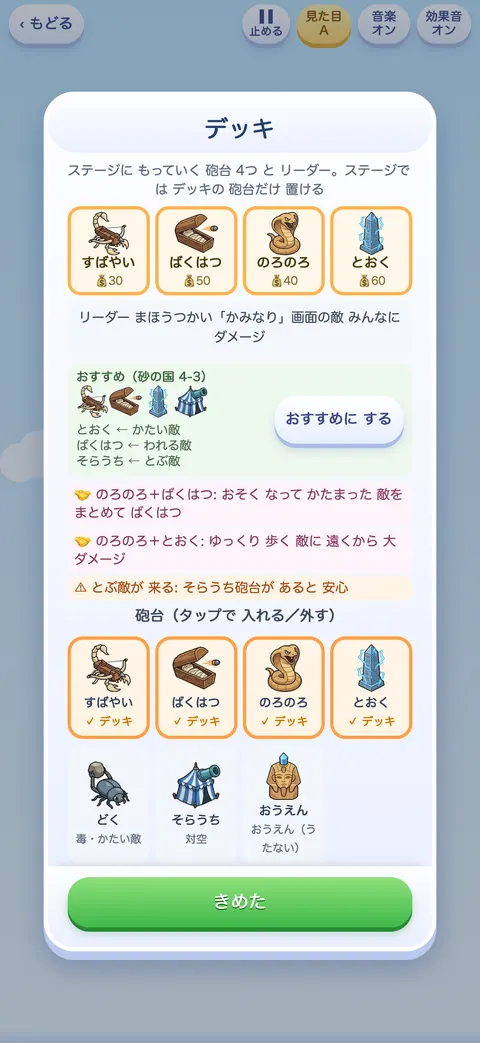 ‹ もどる
止める
見た目
A
音楽
オン
効果音
オン
デッキ
ステージに もっていく 砲台 4つ と リーダー。ステージで
は デッキの 砲台だけ 置ける
すばやい
30
ばくはつ
50
のろのろ
40
とおく
60
リーダー まほうつかい「かみなり」画面の敵 みんなに
ダメージ
おすすめ（砂の国 4-3）
とおく ← かたい敵
ばくはつ ← われる敵
そらうち ← とぶ敵
おすすめに する
🤝 のろのろ＋ばくはつ: おそく なって かたまった 敵を
まとめて ばくはつ
🤝 のろのろ＋とおく: ゆっくり 歩く 敵に 遠くから 大
ダメージ
⚠ とぶ敵が 来る: そらうち砲台が あると 安心
砲台（タップで 入れる／外す）
すばやい
✓ デッキ
ばくはつ
✓ デッキ
のろのろ
✓ デッキ
とおく
✓ デッキ
どく
毒・かたい敵
そらうち
対空
おうえん
おうえん（う
たない）
きめた